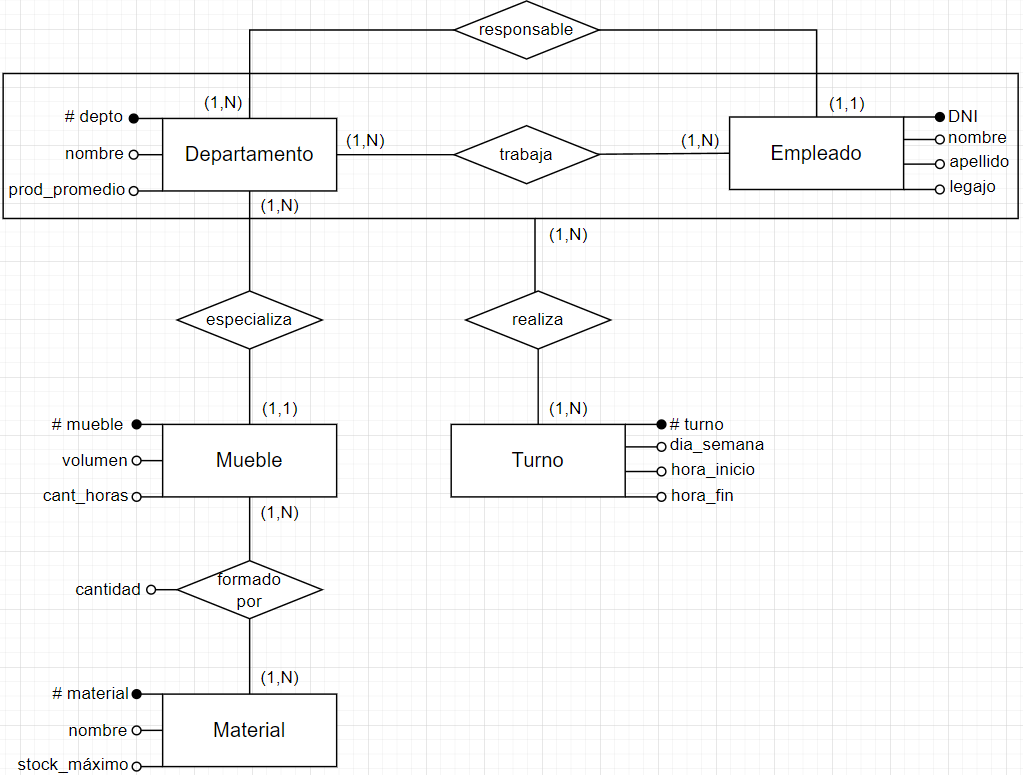 responsable
(1,N)
(1,1)
# depto
nombre
prod_promedio
Departamento
(1,N)
trabaja
(1,N)
Empleado
DNI
nombre
apellido
legajo
(1,N)
(1,N)
especializa
realiza
(1,1)
(1,N)
# mueble
volumen
cant_horas
Mueble
Turno
# turno
dia_semana
hora_inicio
hora_fin
(1,N)
cantidad
formado
por
(1,N)
# material
nombre
stock_máximo
Material